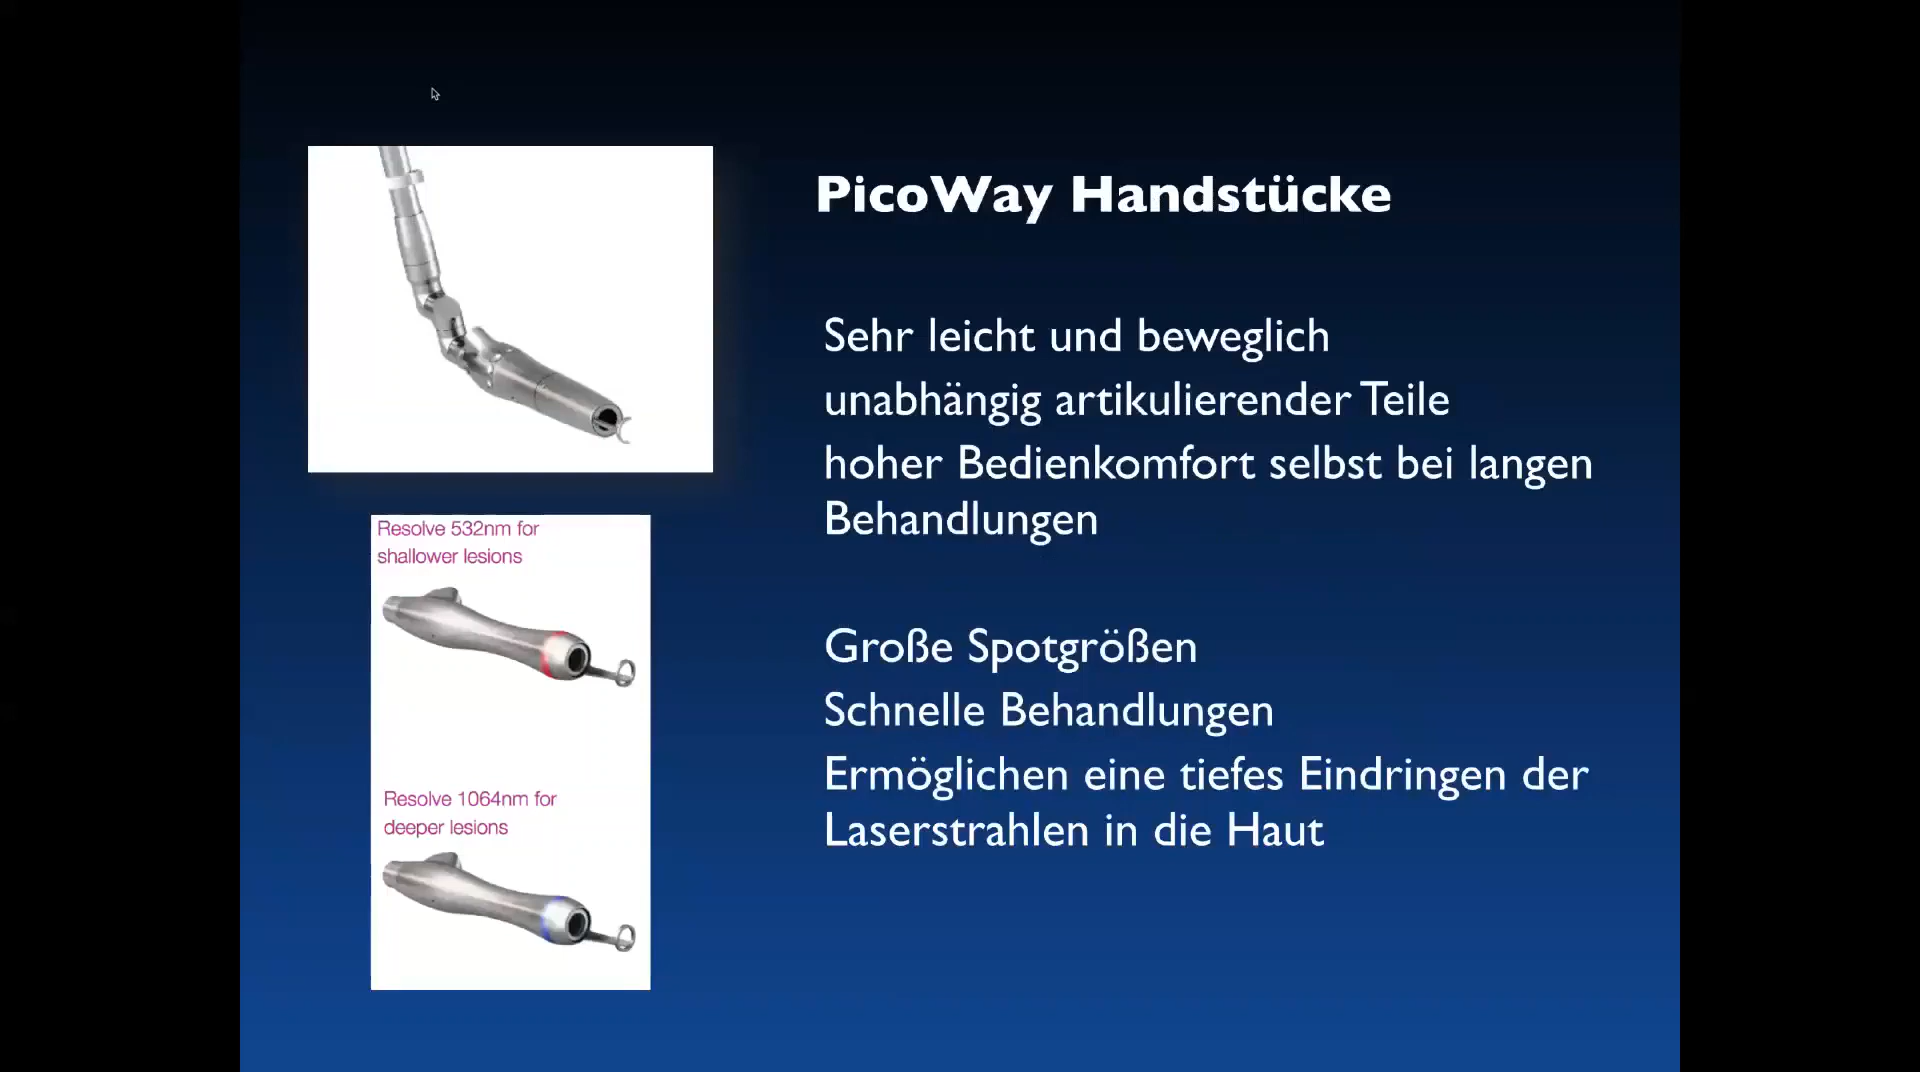 PicoWay Handstücke
Sehr leicht und beweglich
unabhängig artikulierender Teile
hoher Bedienkomfort selbst bei langen
Behandlungen
Große Spotgrößen
Schnelle Behandlungen
Ermöglichen eine tiefes Eindringen der
Laserstrahlen in die Haut
Resolve 532nm for
shallower lesions
Resolve 1064nm for
deeper lesions